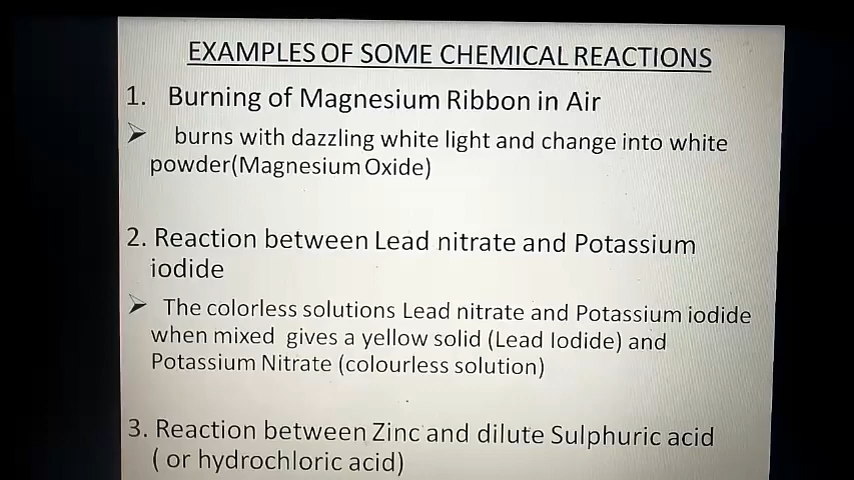 EXAMPLES OF SOME CHEMICAL REACTIONS
1. Burning of Magnesium Ribbon in Air
➢ burns with dazzling white light and change into white
powder(Magnesium Oxide)
2. Reaction between Lead nitrate and Potassium
iodide
➢ The colorless solutions Lead nitrate and Potassium iodide
when mixed gives a yellow solid (Lead Iodide) and
Potassium Nitrate (colourless solution)
3. Reaction between Zinc and dilute Sulphuric acid
( or hydrochloric acid)